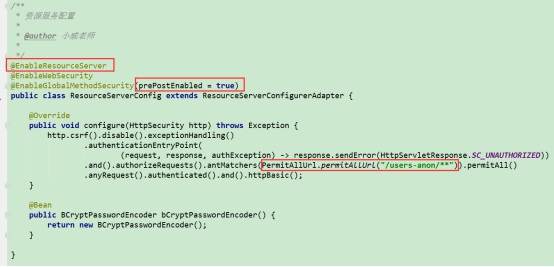 /**
* 资源服务配置
*
* @author 小威老师
*
*/
@EnableResourceServer
@EnableWebSecurity
@EnableGlobalMethodSecurity(prePostEnabled = true)
public class ResourceServerConfig extends ResourceServerConfigurerAdapter {
@Override
public void configure(HttpSecurity http) throws Exception {
http.csrf().disable().exceptionHandling()
.authenticationEntryPoint(
(request, response, authException) -> response.sendError(HttpServletResponse.SC_UNAUTHORIZED))
.and().authorizeRequests().antMatchers(PermitAllUrl.permitAllUrl("/users-anon/**")).permitAll()
.anyRequest().authenticated().and().httpBasic();
}
@Bean
public BCryptPasswordEncoder bCryptPasswordEncoder() {
return new BCryptPasswordEncoder();
}
}